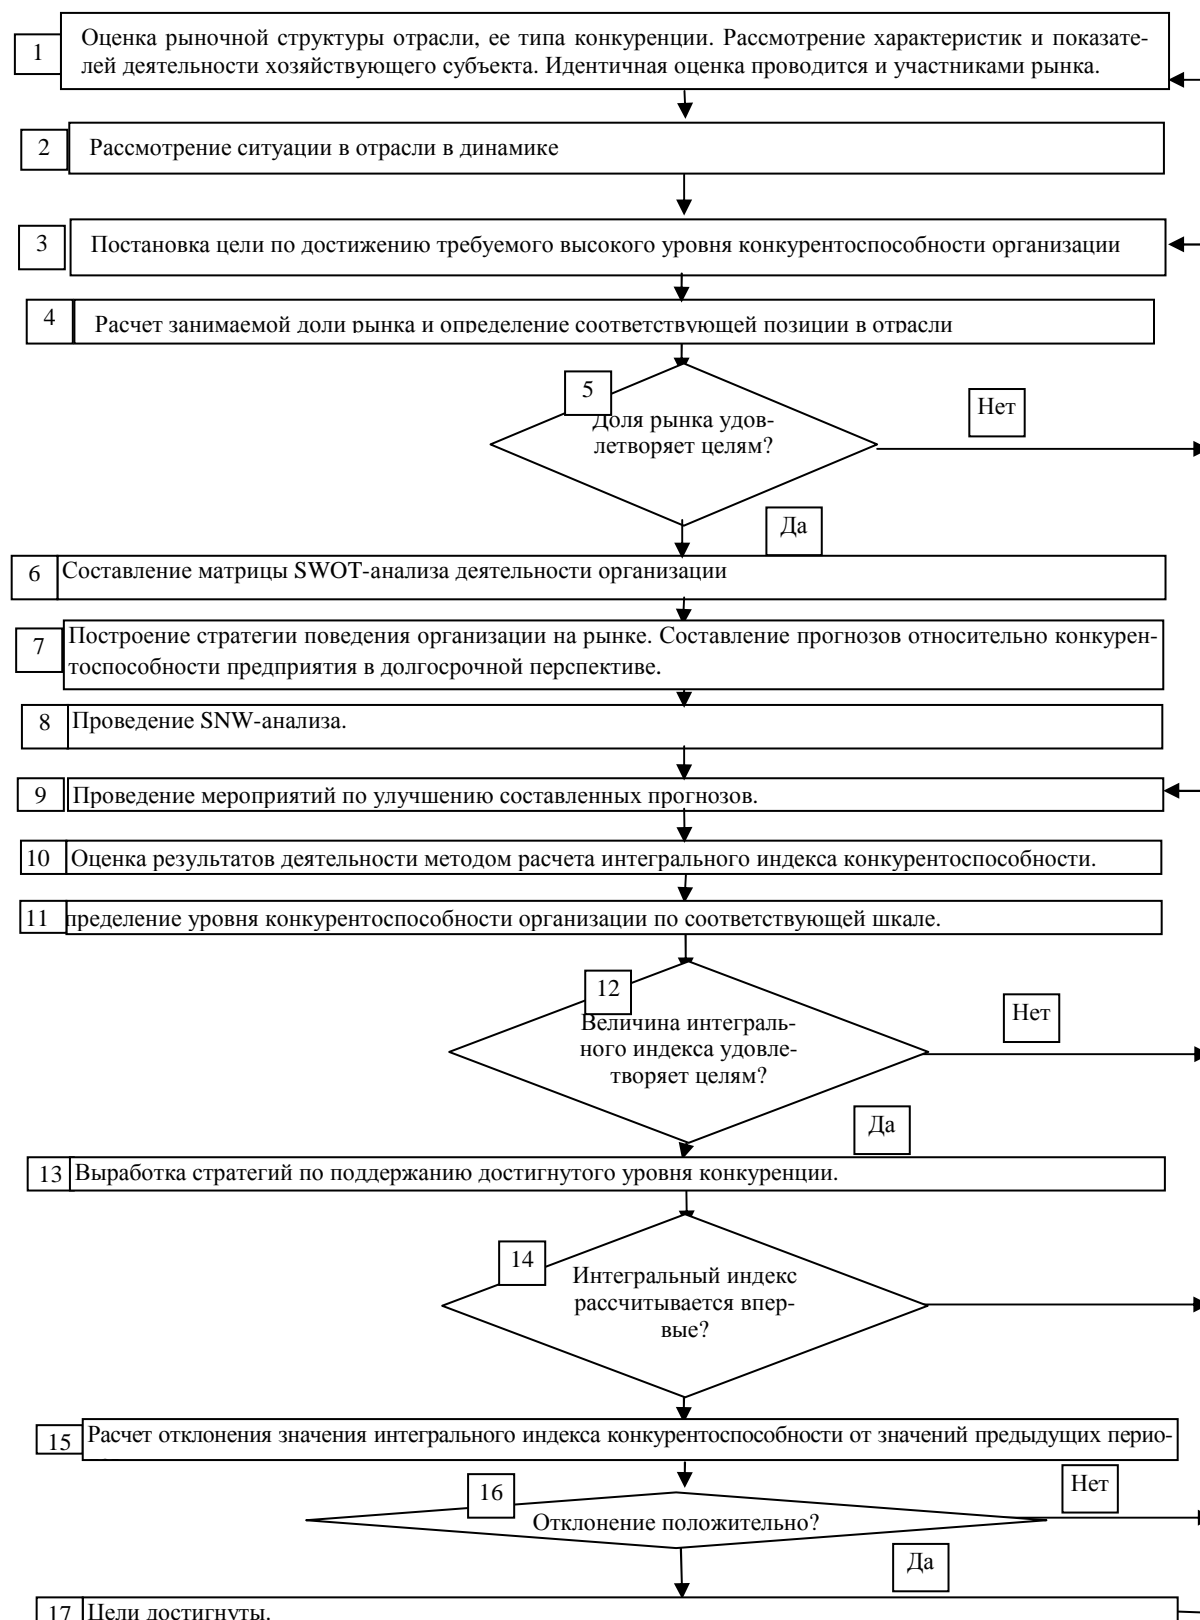 1
Оценка рыночной структуры отрасли, ее типа конкуренции. Рассмотрение характеристик и показате-
лей деятельности хозяйствующего субъекта. Идентичная оценка проводится и участниками рынка.
2
Рассмотрение ситуации в отрасли в динамике
3
Постановка цели по достижению требуемого высокого уровня конкурентоспособности организации
4
Расчет занимаемой доли рынка и определение соответствующей позиции в отрасли
5
Доля рынка удов-
летворяет целям?
Нет
Да
6
Составление матрицы SWOT-анализа деятельности организации
7
Построение стратегии поведения организации на рынке. Составление прогнозов относительно конкурен-
тоспособности предприятия в долгосрочной перспективе.
8
Проведение SNW-анализа.
9
Проведение мероприятий по улучшению составленных прогнозов.
10
Оценка результатов деятельности методом расчета интегрального индекса конкурентоспособности.
11
пределение уровня конкурентоспособности организации по соответствующей шкале.
12
Величина интеграль-
ного индекса удовле-
творяет целям?
Нет
Да
13
Выработка стратегий по поддержанию достигнутого уровня конкуренции.
14
Интегральный индекс
рассчитывается впер-
вые?
15
Расчет отклонения значения интегрального индекса конкурентоспособности от значений предыдущих перио-
16
Отклонение положительно?
Нет
Да
17
Цели достигнуты.